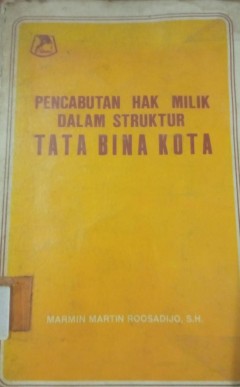 PENCABUTAN HAK MILIK
DALAM STRUKTUR
TATA BINA KOTA
MARMIN MARTIN ROOSADIJO, S.H.